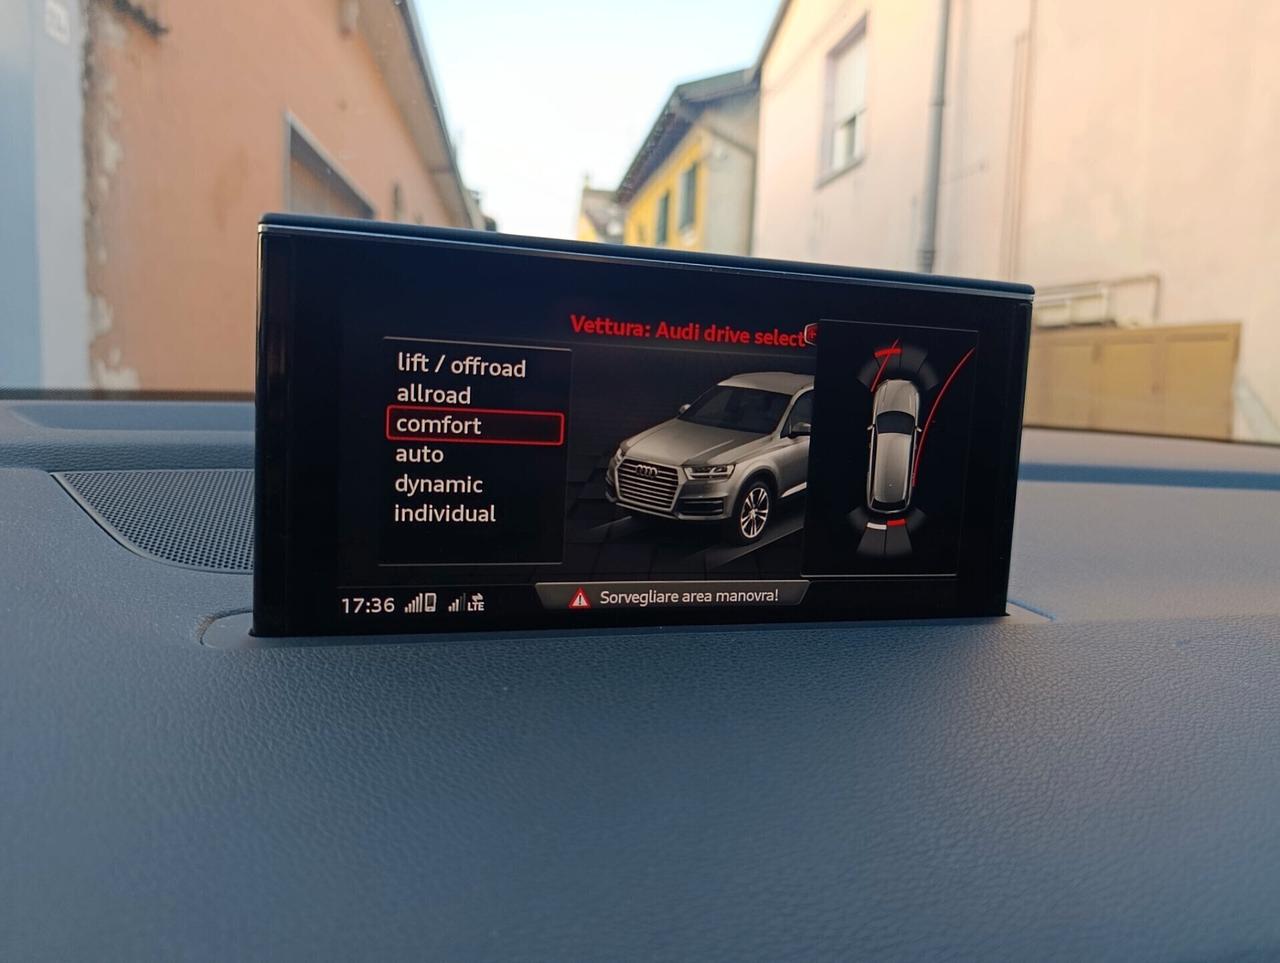 Vettura: Audi drive select
lift / offroad
allroad
comfort
auto
dynamic
individual
17:36
LTE
Sorvegliare area manovra!